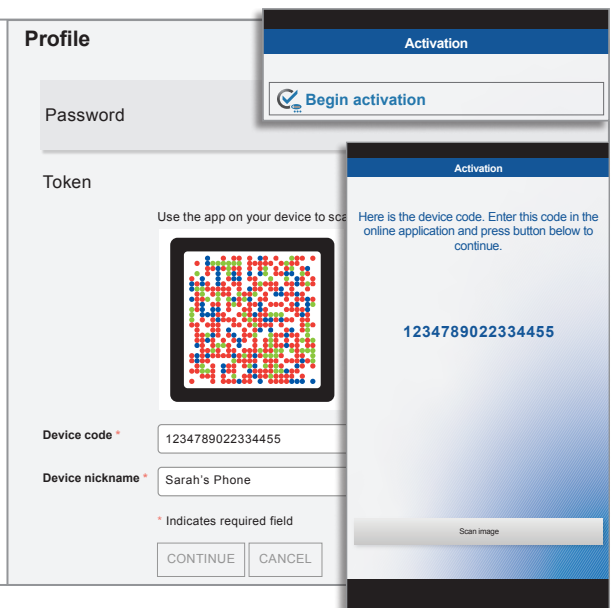 Profile
Activation
Begin activation
Password
Token
Use the app on your device to
Activation
Here is the device code. Enter this code in the
online application and press button below to
continue.
1234789022334455
Device code *
1234789022334455
Device nickname *
Sarah's Phone
* Indicates required field
CONTINUE
CANCEL
Scan image